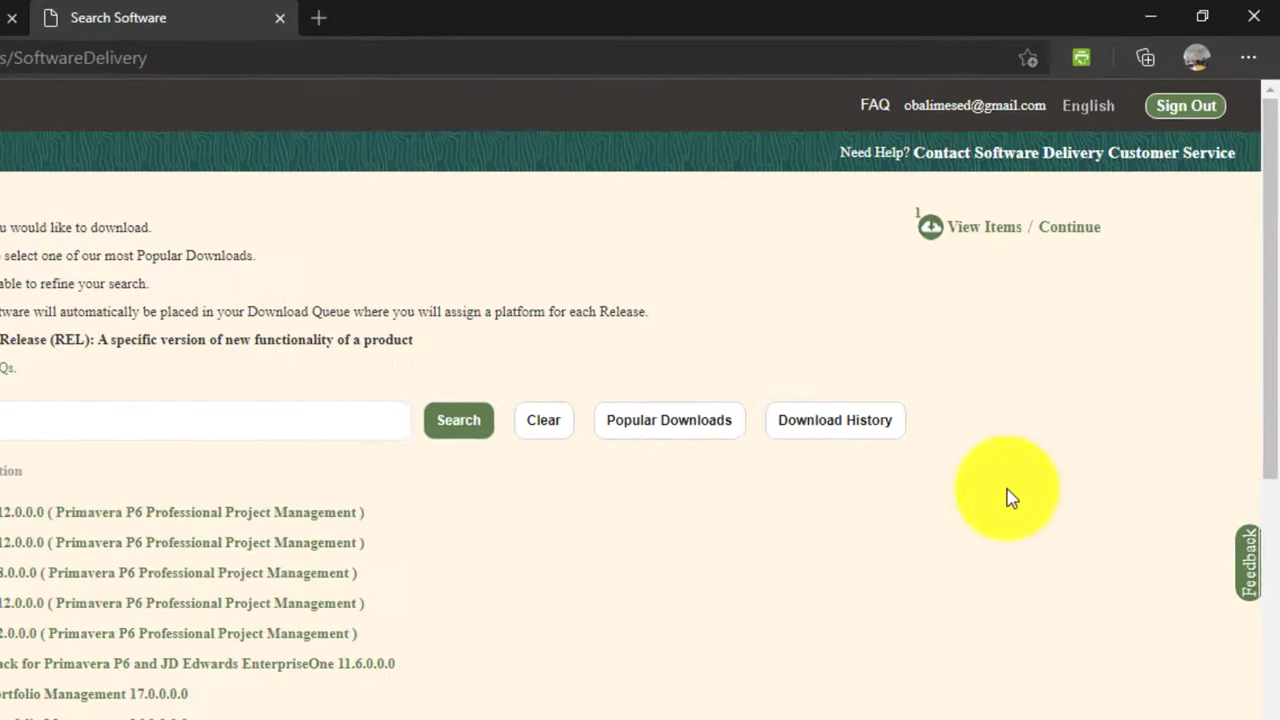 Search Software
s/SoftwareDelivery
FAQ obalimesed@gmail.com English Sign Out
Need Help? Contact Software Delivery Customer Service
u would like to download.
1
View Items / Continue
select one of our most Popular Downloads.
able to refine your search.
tware will automatically be placed in your Download Queue where you will assign a platform for each Release.
Release (REL): A specific version of new functionality of a product
Qs.
Search Clear Popular Downloads Download History
tion
12.0.0.0 ( Primavera P6 Professional Project Management )
12.0.0.0 ( Primavera P6 Professional Project Management )
8.0.0.0 ( Primavera P6 Professional Project Management )
12.0.0.0 ( Primavera P6 Professional Project Management )
2.0.0.0 ( Primavera P6 Professional Project Management )
Feedback
ack for Primavera P6 and JD Edwards EnterpriseOne 11.6.0.0.0
ortfolio Management 17.0.0.0.0